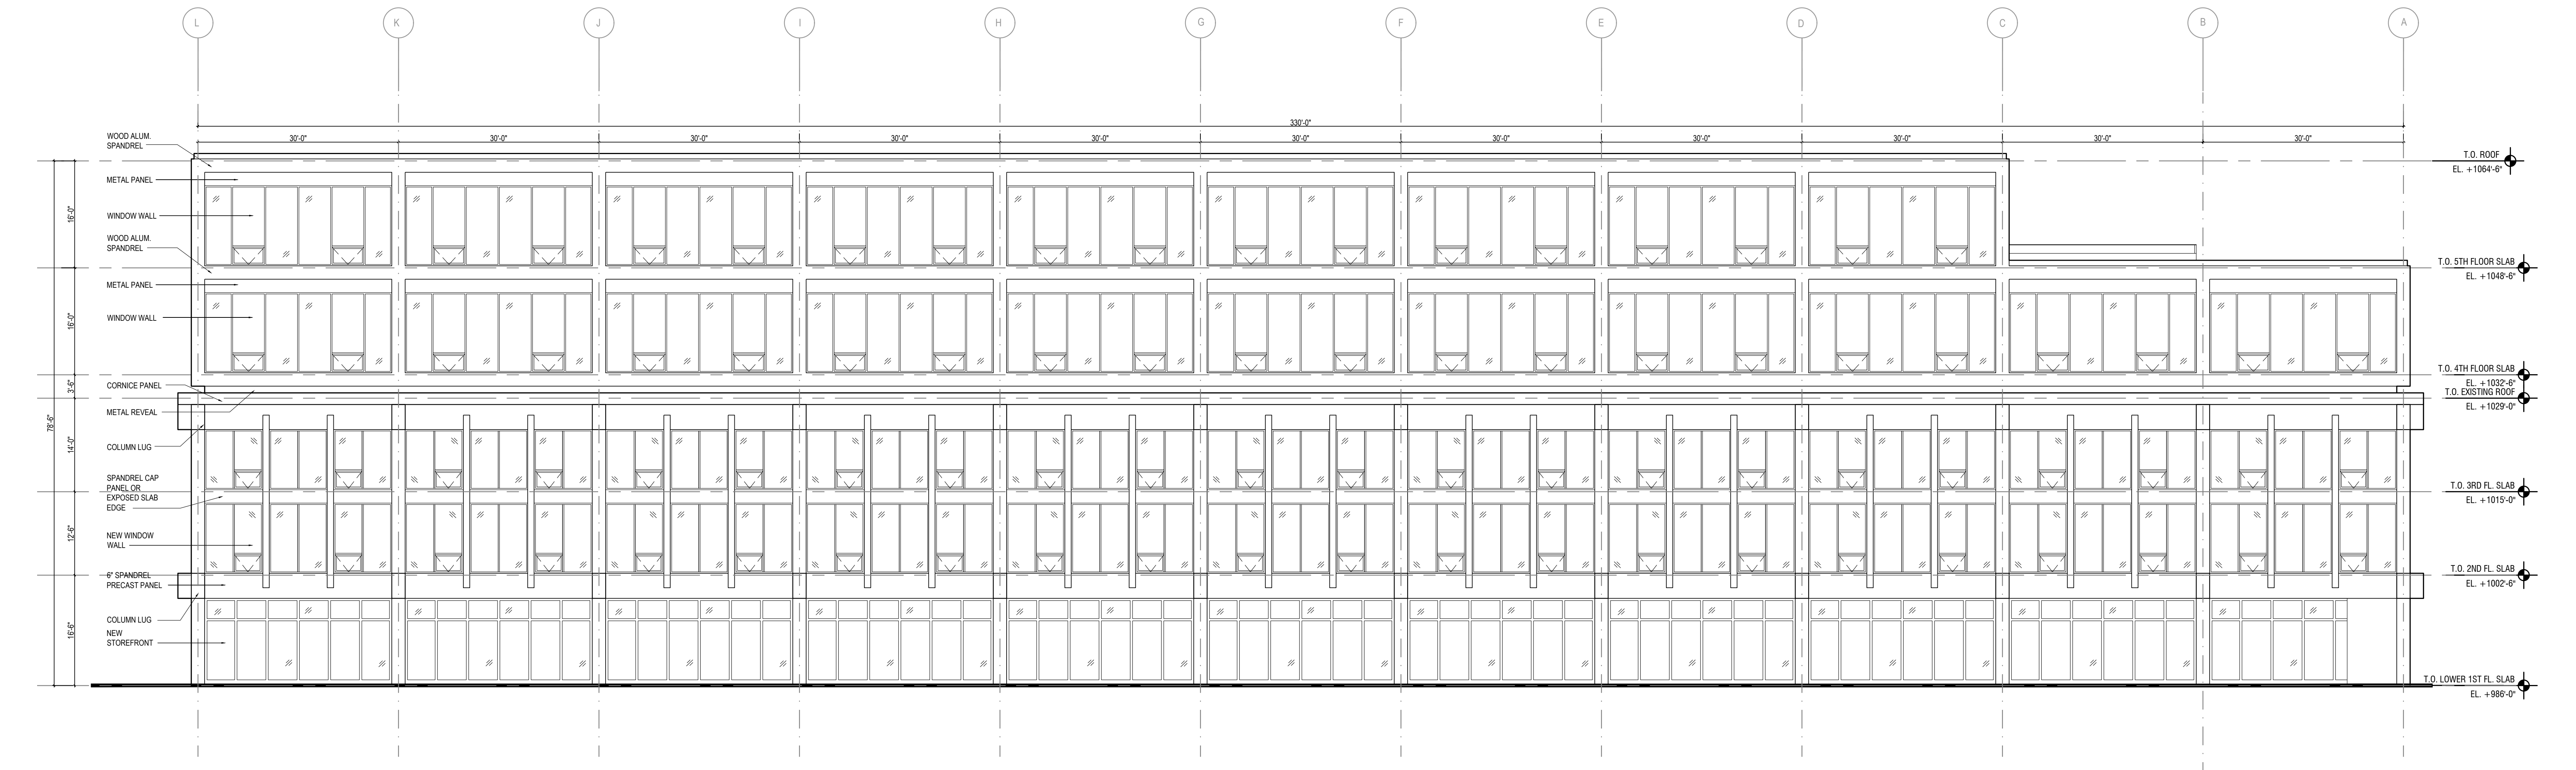 L K J I H G F E D C B A
330'-0"
30'-0" 30'-0" 30'-0" 30'-0" 30'-0" 30'-0" 30'-0" 30'-0" 30'-0" 30'-0" 30'-0"
WOOD ALUM.
SPANDREL
METAL PANEL
WINDOW WALL
WOOD ALUM.
SPANDREL
METAL PANEL
WINDOW WALL
CORNICE PANEL
METAL REVEAL
COLUMN LUG
SPANDREL CAP
PANEL OR
EXPOSED SLAB
EDGE
NEW WINDOW
WALL
6" SPANDREL
PRECAST PANEL
COLUMN LUG
NEW
STOREFRONT
16'-0"
16'-0"
3'-6"
14'-0"
12'-6"
16'-6"
78'-6"
T.O. ROOF
EL. +1064'-6"
T.O. 5TH FLOOR SLAB
EL. +1048'-6"
T.O. 4TH FLOOR SLAB
EL. +1032'-6"
T.O. EXISTING ROOF
EL. +1029'-0"
T.O. 3RD FL. SLAB
EL. +1015'-0"
T.O. 2ND FL. SLAB
EL. +1002'-6"
T.O. LOWER 1ST FL. SLAB
EL. +986'-0"